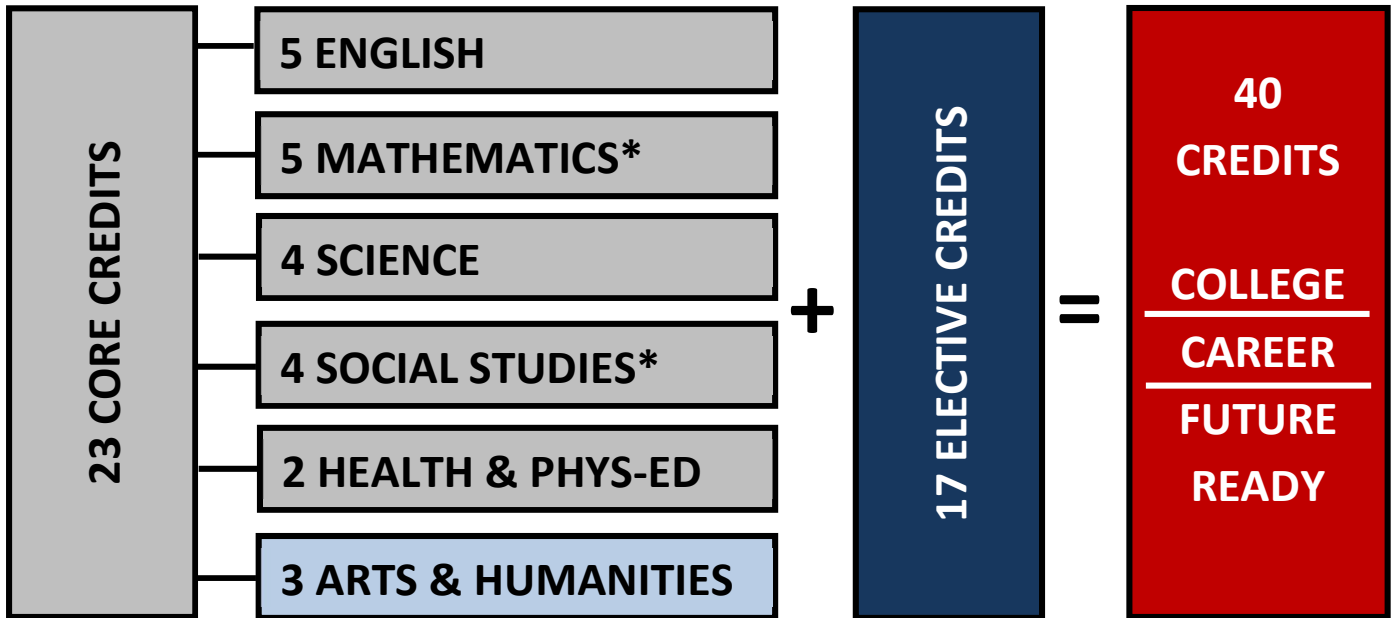 23 CORE CREDITS
5 ENGLISH
5 MATHEMATICS*
4 SCIENCE
4 SOCIAL STUDIES*
2 HEALTH & PHYS-ED
3 ARTS & HUMANITIES
+
17 ELECTIVE CREDITS
=
40
CREDITS
COLLEGE
CAREER
FUTURE
READY